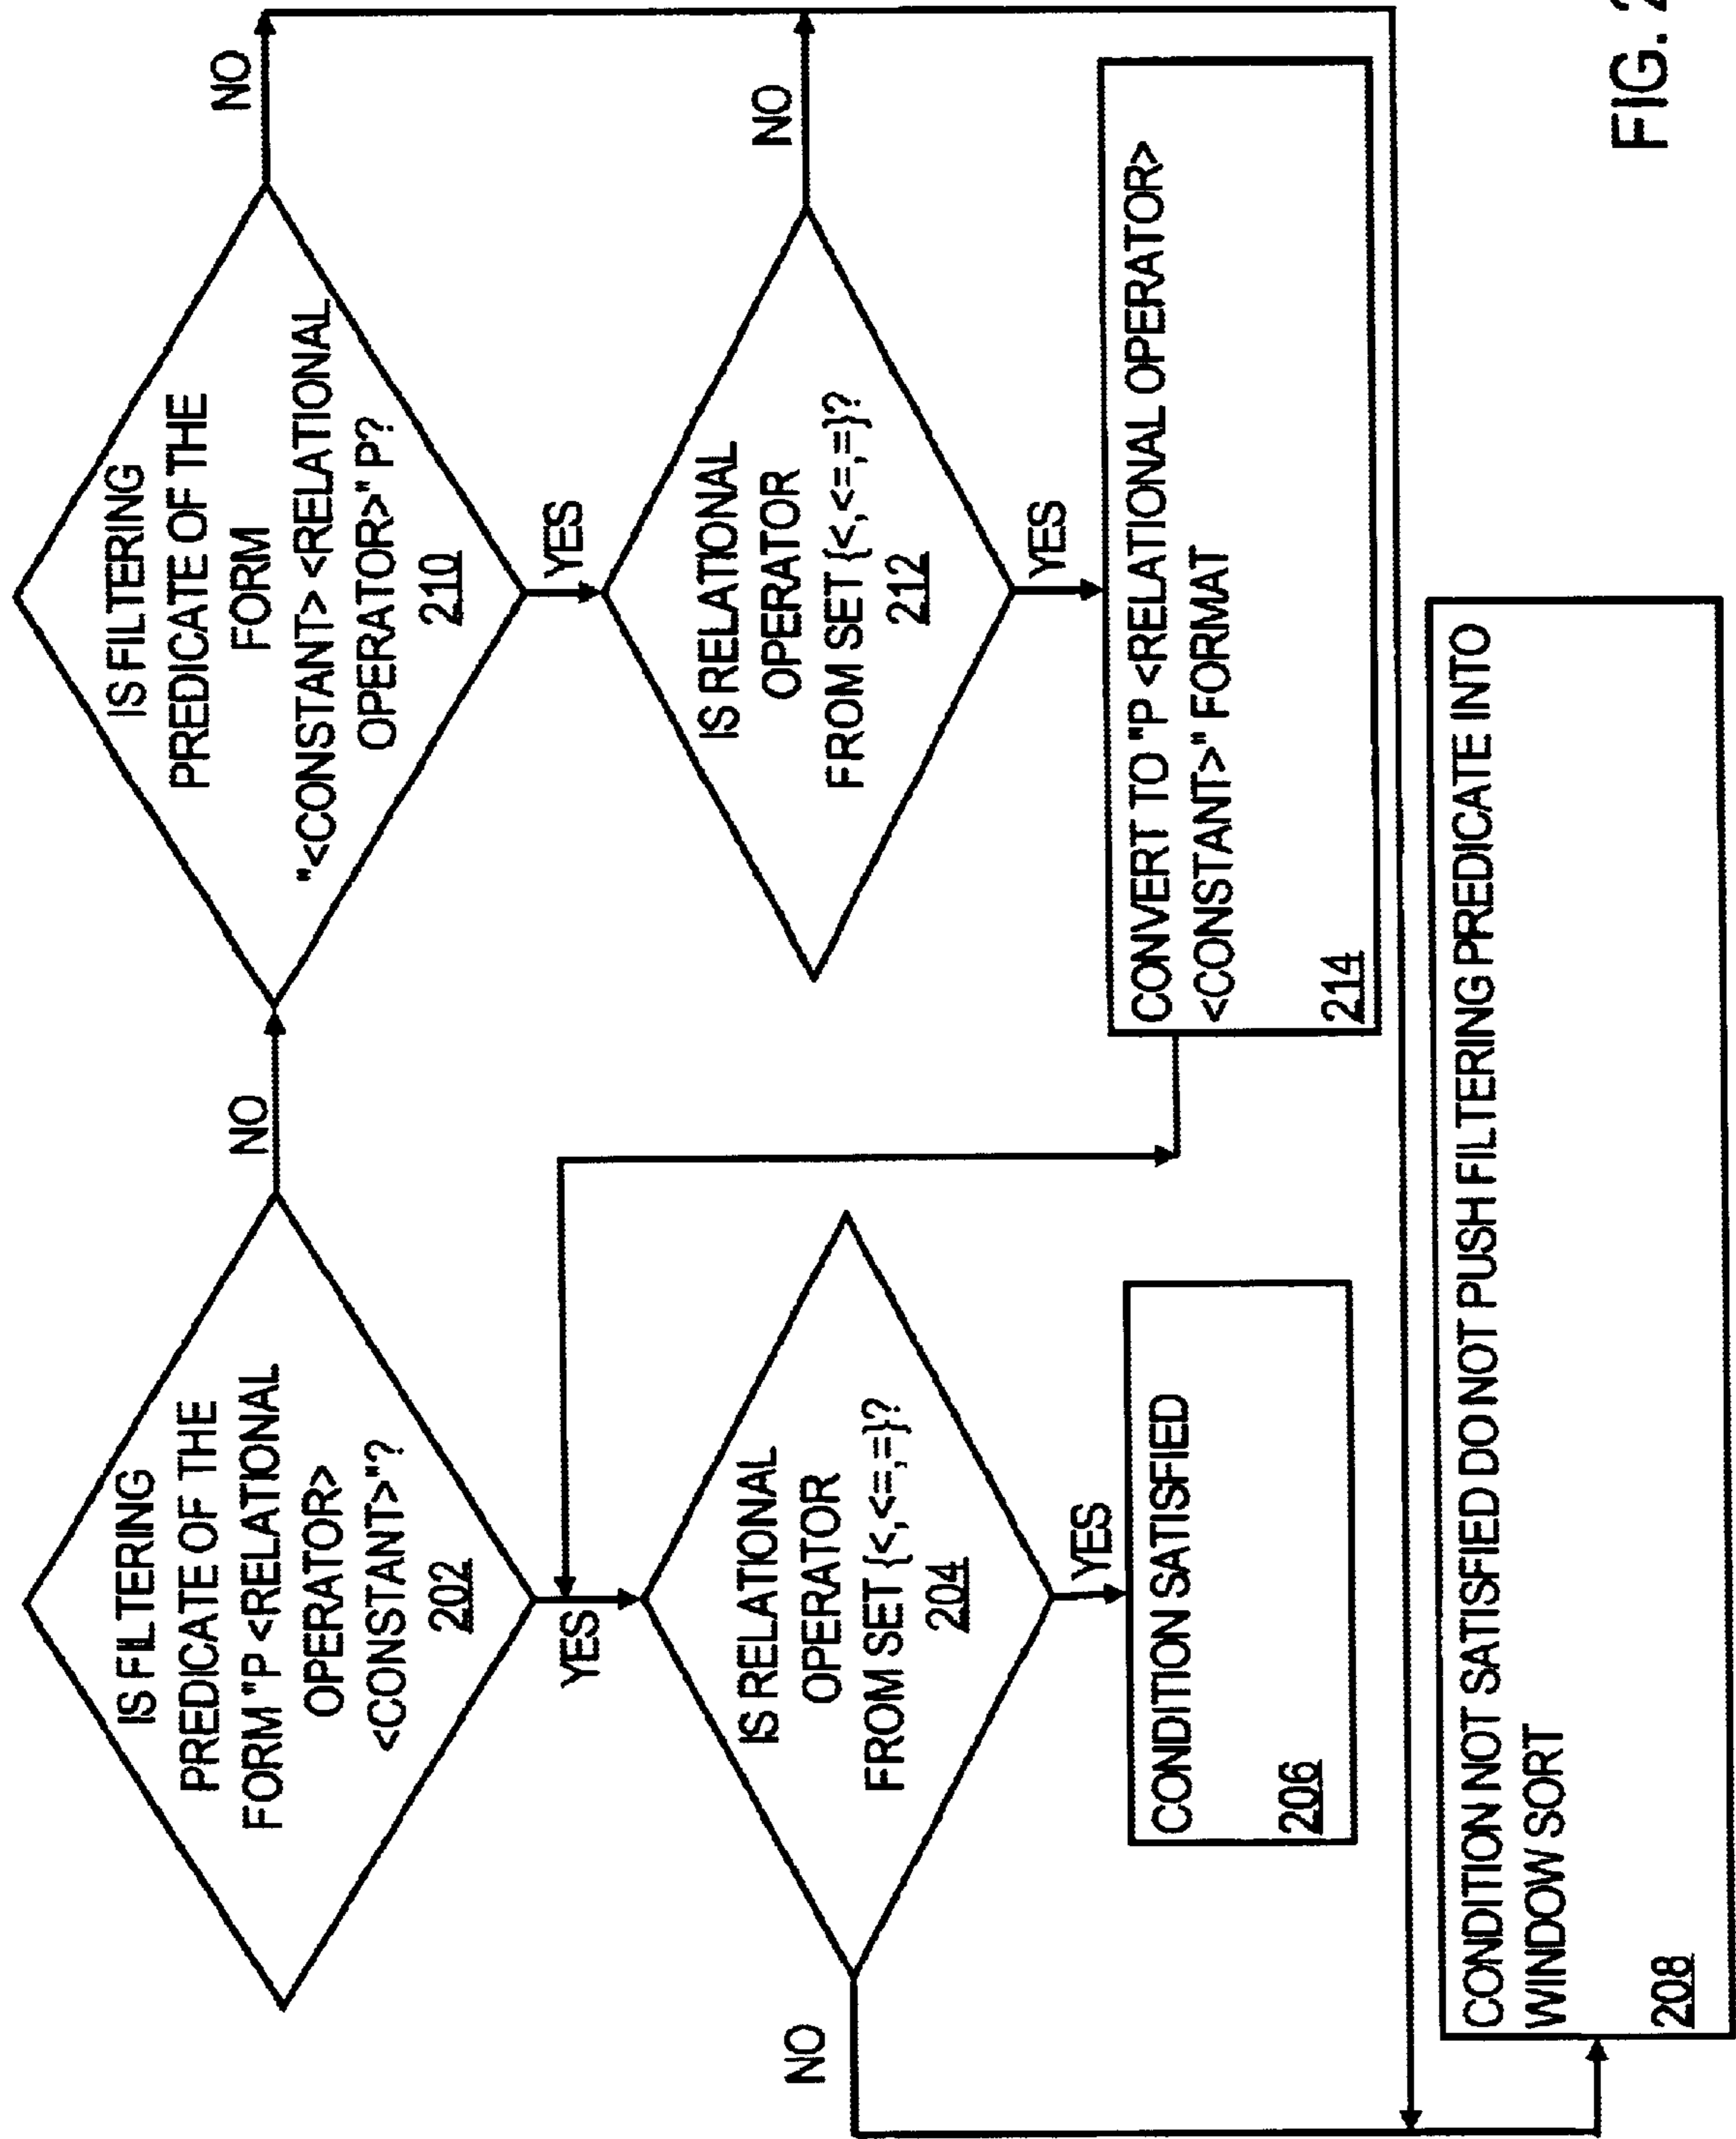 IS FILTERING
PREDICATE OF THE
FORM "P <RELATIONAL
OPERATOR>
<CONSTANT>"?
202
NO
YES
IS RELATIONAL
OPERATOR
FROM SET {<,<=,=}?
204
NO
YES
CONDITION SATISFIED
206
IS FILTERING
PREDICATE OF THE
FORM
"<CONSTANT> <RELATIONAL
OPERATOR>" P?
210
NO
YES
IS RELATIONAL
OPERATOR
FROM SET {<,<=,=}?
212
NO
YES
CONVERT TO "P <RELATIONAL OPERATOR>
<CONSTANT>" FORMAT
214
CONDITION NOT SATISFIED DO NOT PUSH FILTERING PREDICATE INTO
WINDOW SORT
208
FIG. 2